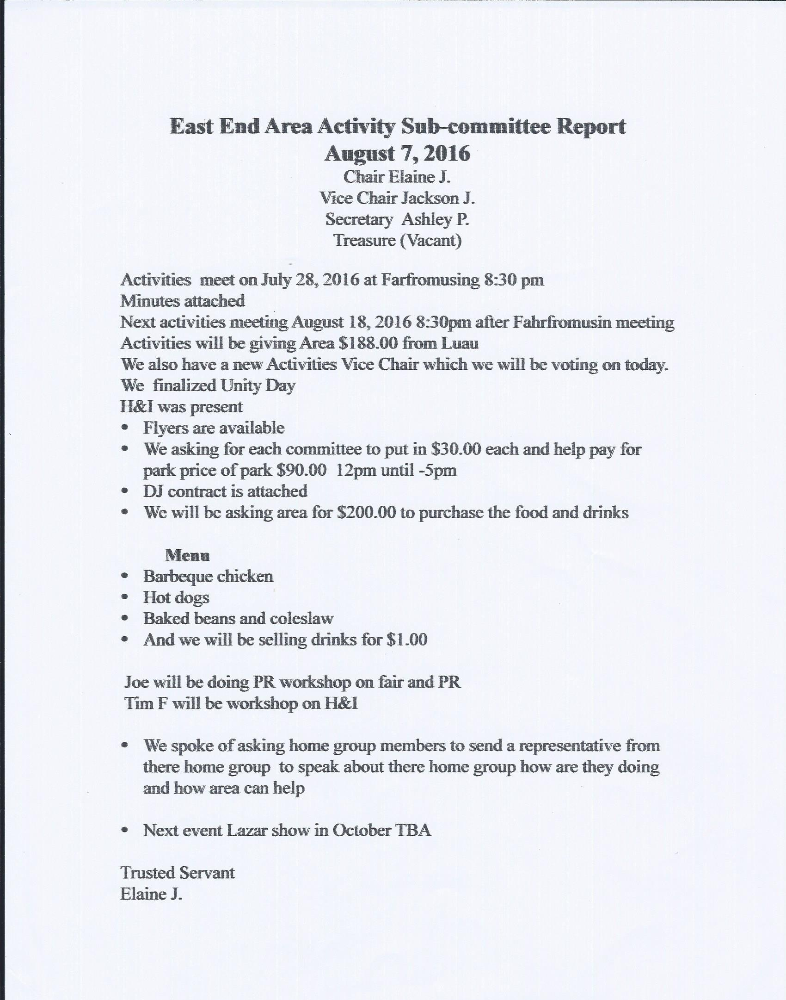 East End Area Activity Sub-committee Report
August 7, 2016
Chair Elaine J.
Vice Chair Jackson J.
Secretary  Ashley P.
Treasure (Vacant)
Activities  meet on July 28, 2016 at Farfromusing 8:30 pm
Minutes attached
Next activities meeting August 18, 2016 8:30pm after Fahrfromusin meeting
Activities will be giving Area $188.00 from Luau
We also have a new Activities Vice Chair which we will be voting on today.
We  finalized Unity Day
H&I was present
• Flyers are available
• We asking for each committee to put in $30.00 each and help pay for
park price of park $90.00  12pm until -5pm
• DJ contract is attached
• We will be asking area for $200.00 to purchase the food and drinks
Menu
• Barbeque chicken
• Hot dogs
• Baked beans and coleslaw
• And we will be selling drinks for $1.00
Joe will be doing PR workshop on fair and PR
Tim F will be workshop on H&I
• We spoke of asking home group members to send a representative from
there home group  to speak about there home group how are they doing
and how area can help
• Next event Lazar show in October TBA
Trusted Servant
Elaine J.